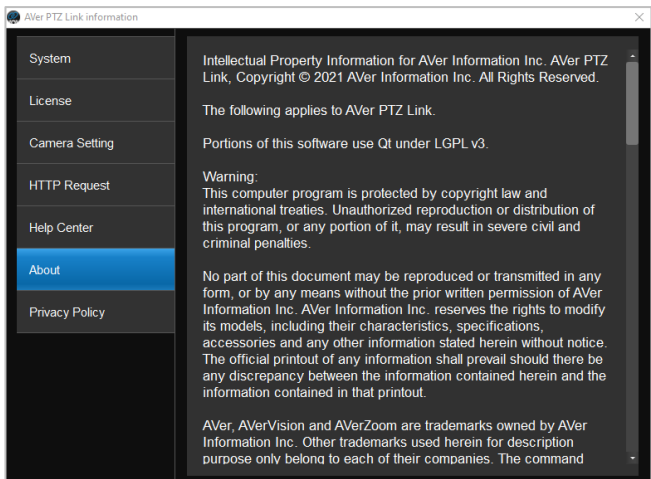 AVer PTZ Link information
System
License
Camera Setting
HTTP Request
Help Center
About
Privacy Policy
Intellectual Property Information for AVer Information Inc. AVer PTZ
Link, Copyright © 2021 AVer Information Inc. All Rights Reserved.
The following applies to AVer PTZ Link.
Portions of this software use Qt under LGPL v3.
Warning:
This computer program is protected by copyright law and
international treaties. Unauthorized reproduction or distribution of
this program, or any portion of it, may result in severe civil and
criminal penalties.
No part of this document may be reproduced or transmitted in any
form, or by any means without the prior written permission of AVer
Information Inc. AVer Information Inc. reserves the rights to modify
its models, including their characteristics, specifications,
accessories and any other information stated herein without notice.
The official printout of any information shall prevail should there be
any discrepancy between the information contained herein and the
information contained in that printout.
AVer, AVerVision and AVerZoom are trademarks owned by AVer
Information Inc. Other trademarks used herein for description
purpose only belong to each of their companies. The command